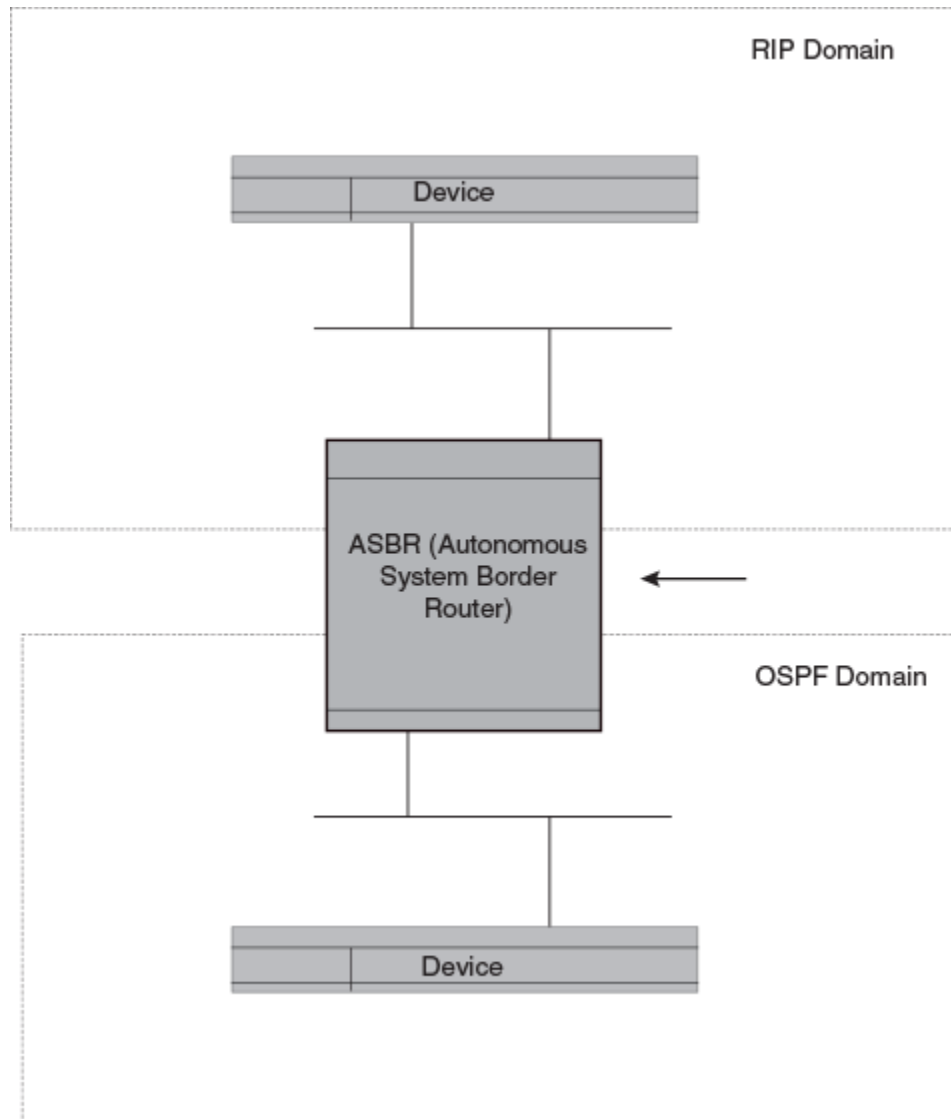 RIP Domain
Device
ASBR (Autonomous
System Border
Router)
OSPF Domain
Device